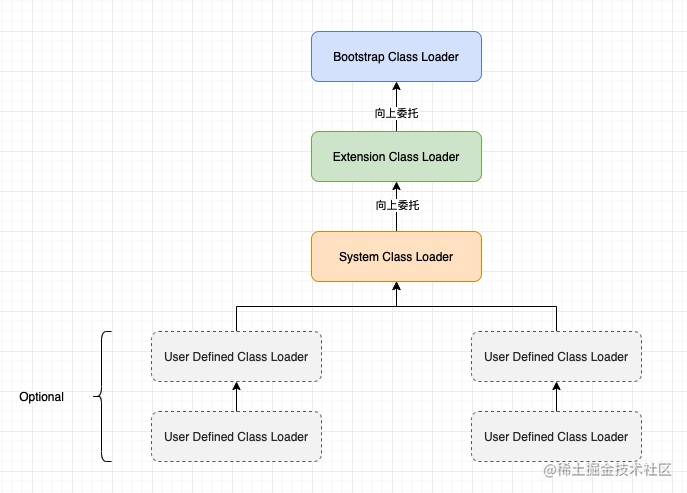 Bootstrap Class Loader
向上委托
Extension Class Loader
向上委托
System Class Loader
User Defined Class Loader
User Defined Class Loader
Optional
User Defined Class Loader
User Defined Class Loader
@稀土掘金技术社区